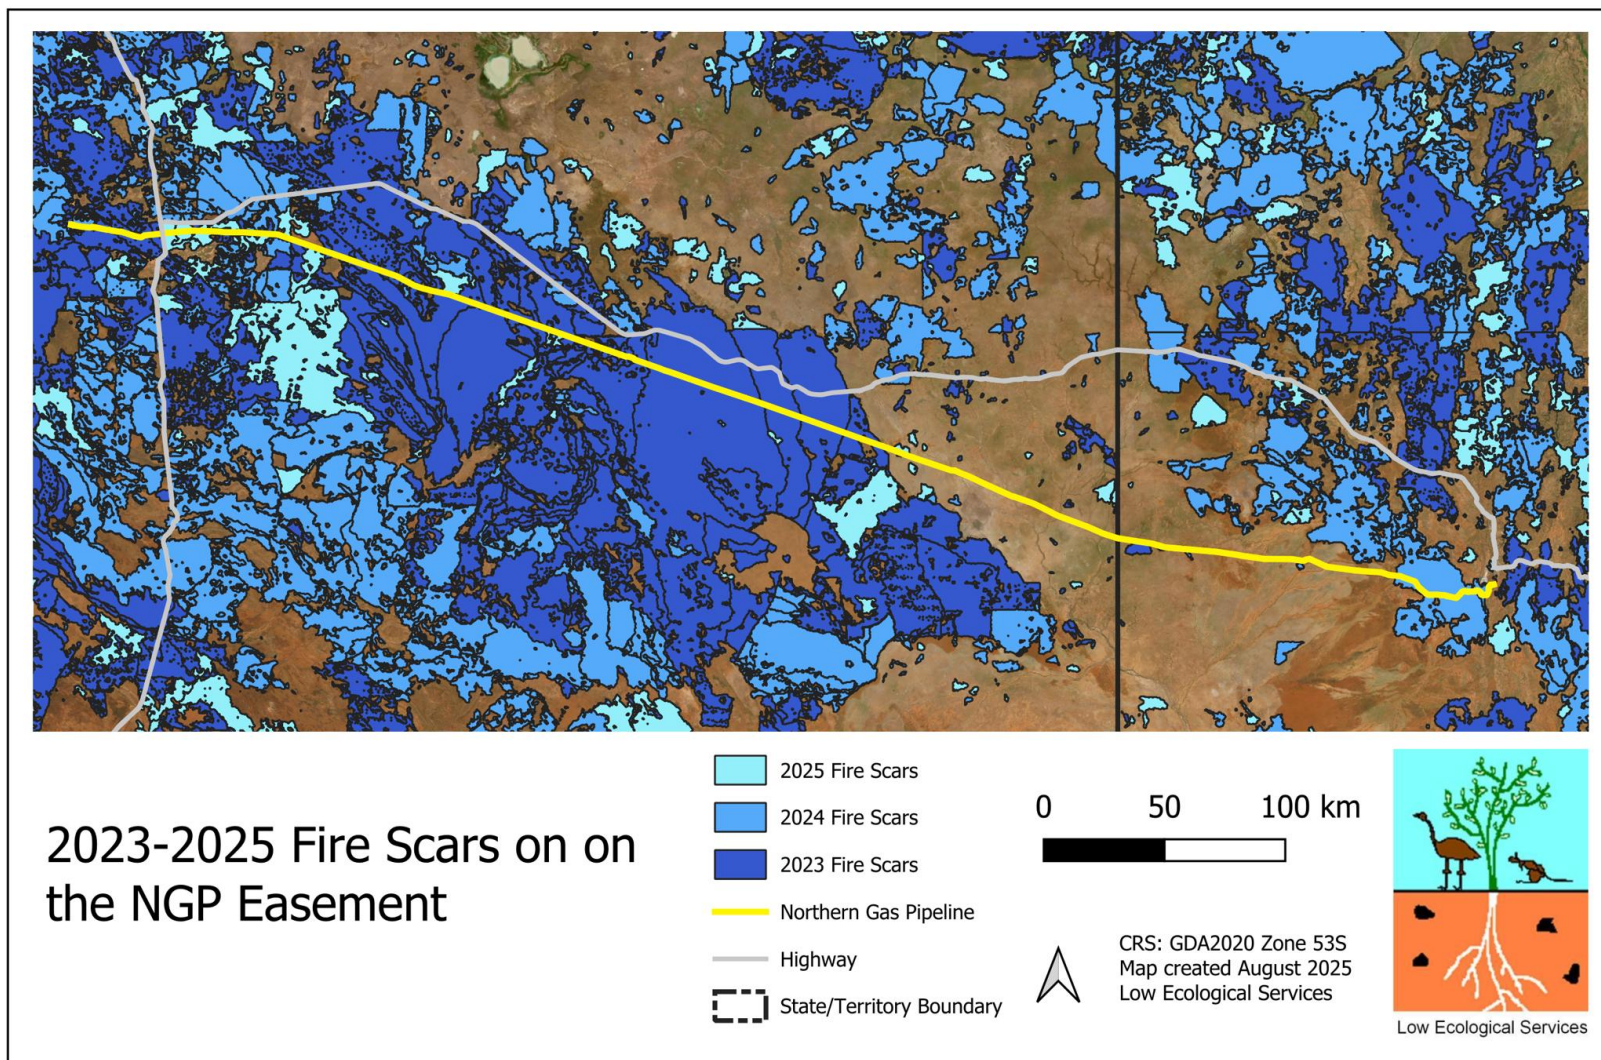 2023-2025 Fire Scars on on
the NGP Easement
2025 Fire Scars
2024 Fire Scars
2023 Fire Scars
Northern Gas Pipeline
Highway
State/Territory Boundary
0 50 100 km
CRS: GDA2020 Zone 53S
Map created August 2025
Low Ecological Services
Low Ecological Services